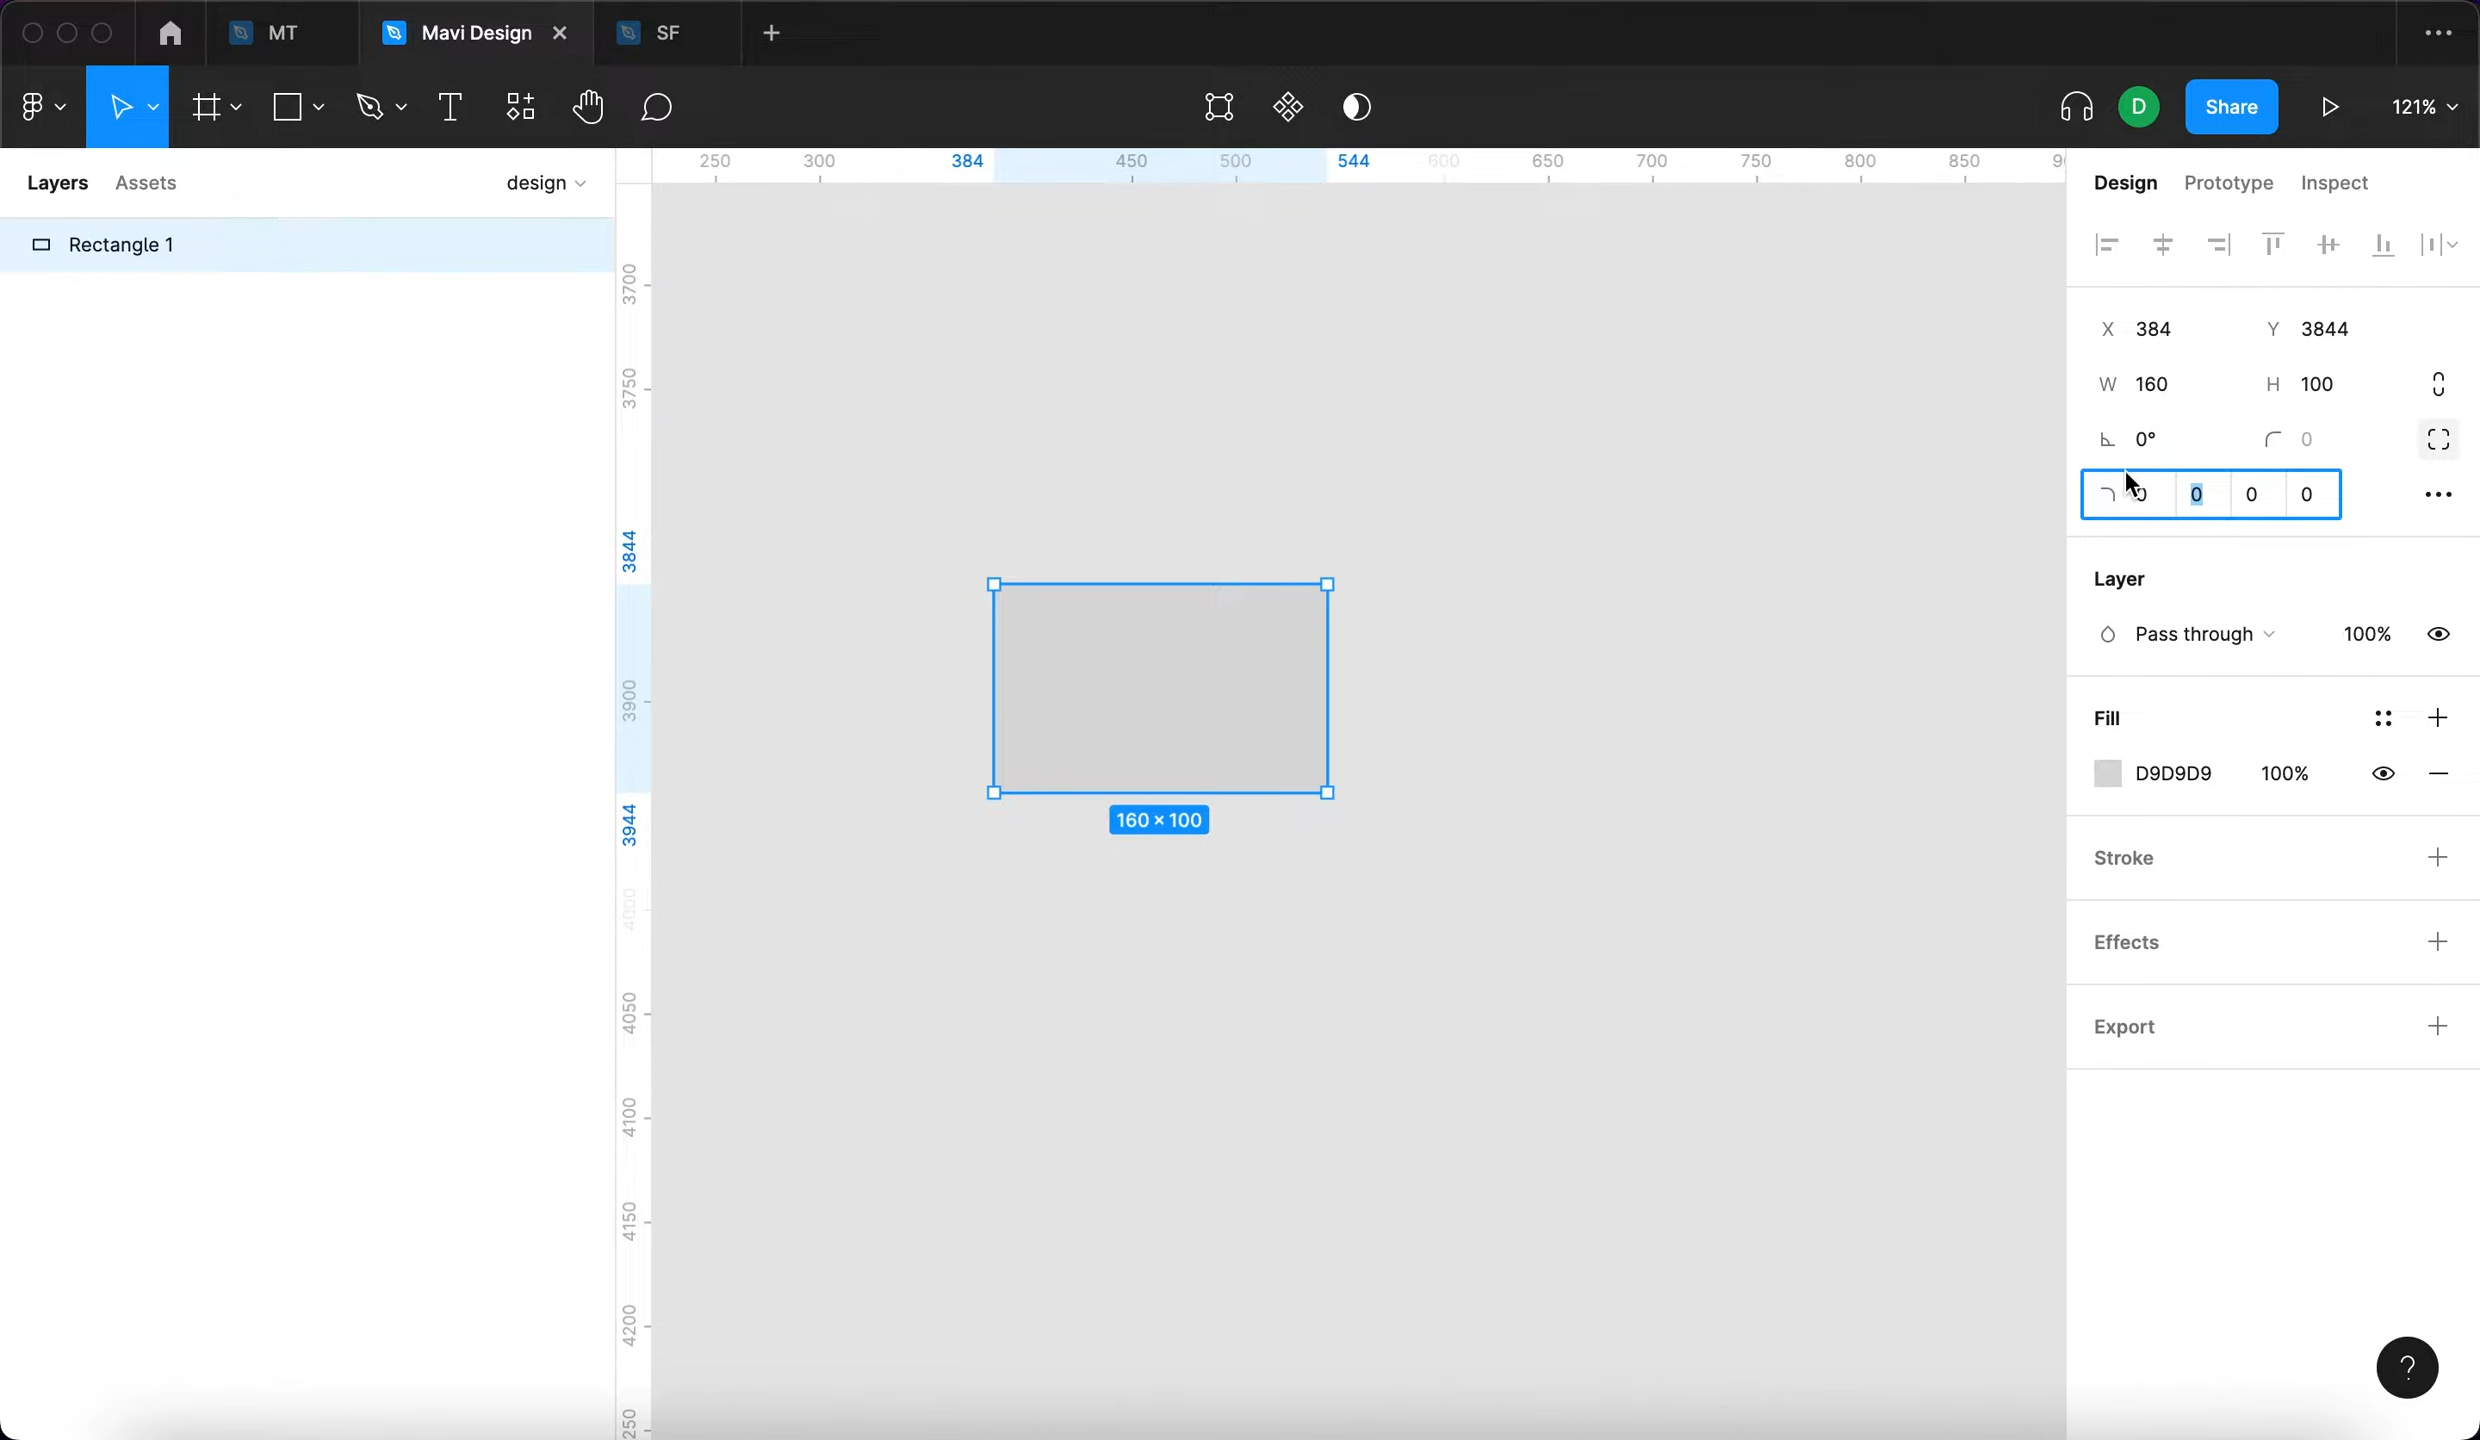 MT
Mavi Design
SF
D
Share
121%
Layers
Assets
design
Rectangle 1
250 300 384 450 500 544 600 650 700 750 800 850
3700
3750
3844
3900
3944
4000
4050
4100
4150
4200
160 × 100
Design Prototype Inspect
X 384 Y 3844
W 160 H 100
0° 0
0 0 0 0
Layer
Pass through 100%
Fill
D9D9D9 100%
Stroke
Effects
Export
?